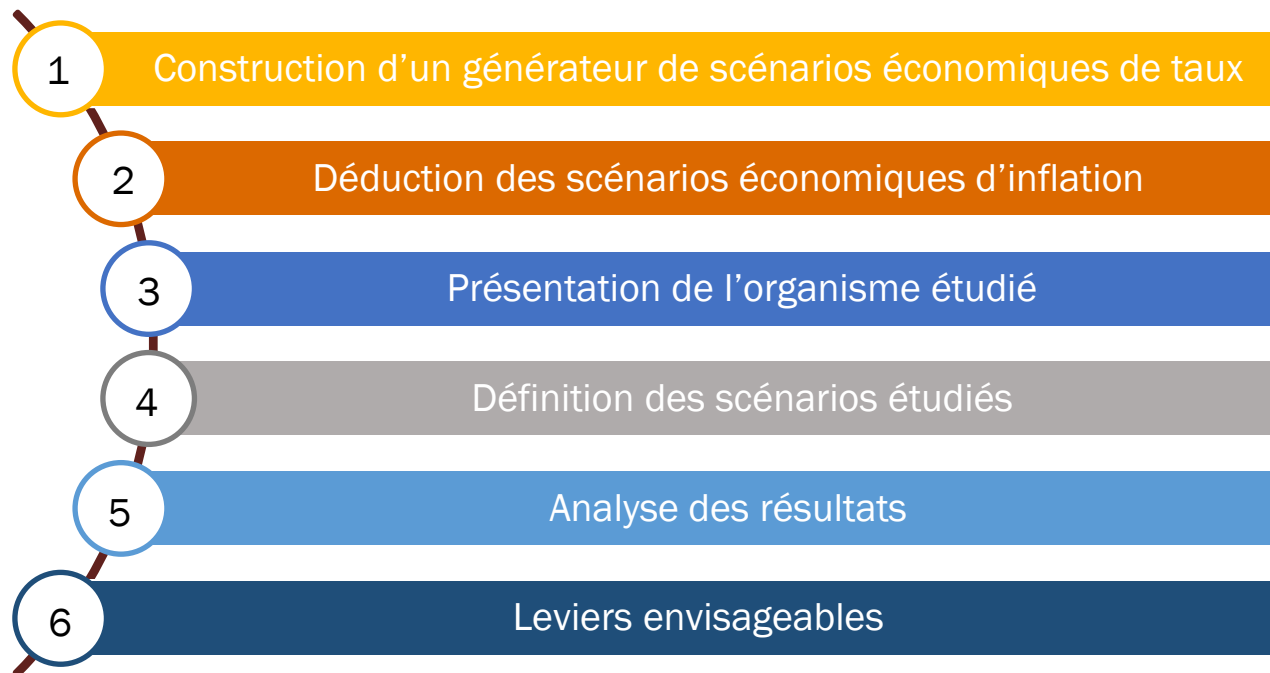 1 Construction d’un générateur de scénarios économiques de taux
2 Déduction des scénarios économiques d’inflation
3 Présentation de l’organisme étudié
4 Définition des scénarios étudiés
5 Analyse des résultats
6 Leviers envisageables